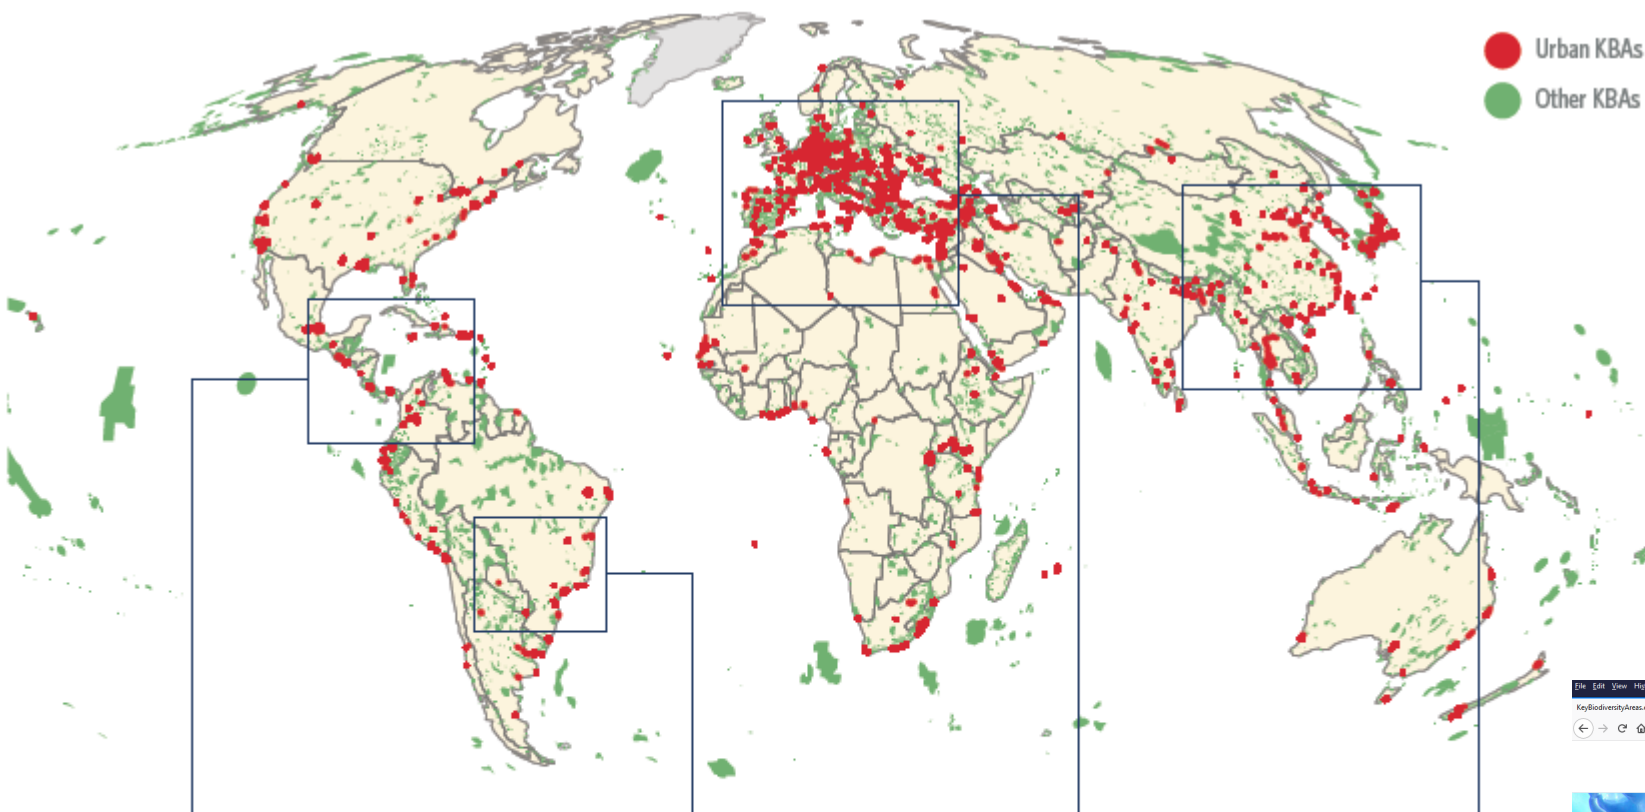 Urban KBAs
Other KBAs
File Edit View
KeyBiodiversityAreas.